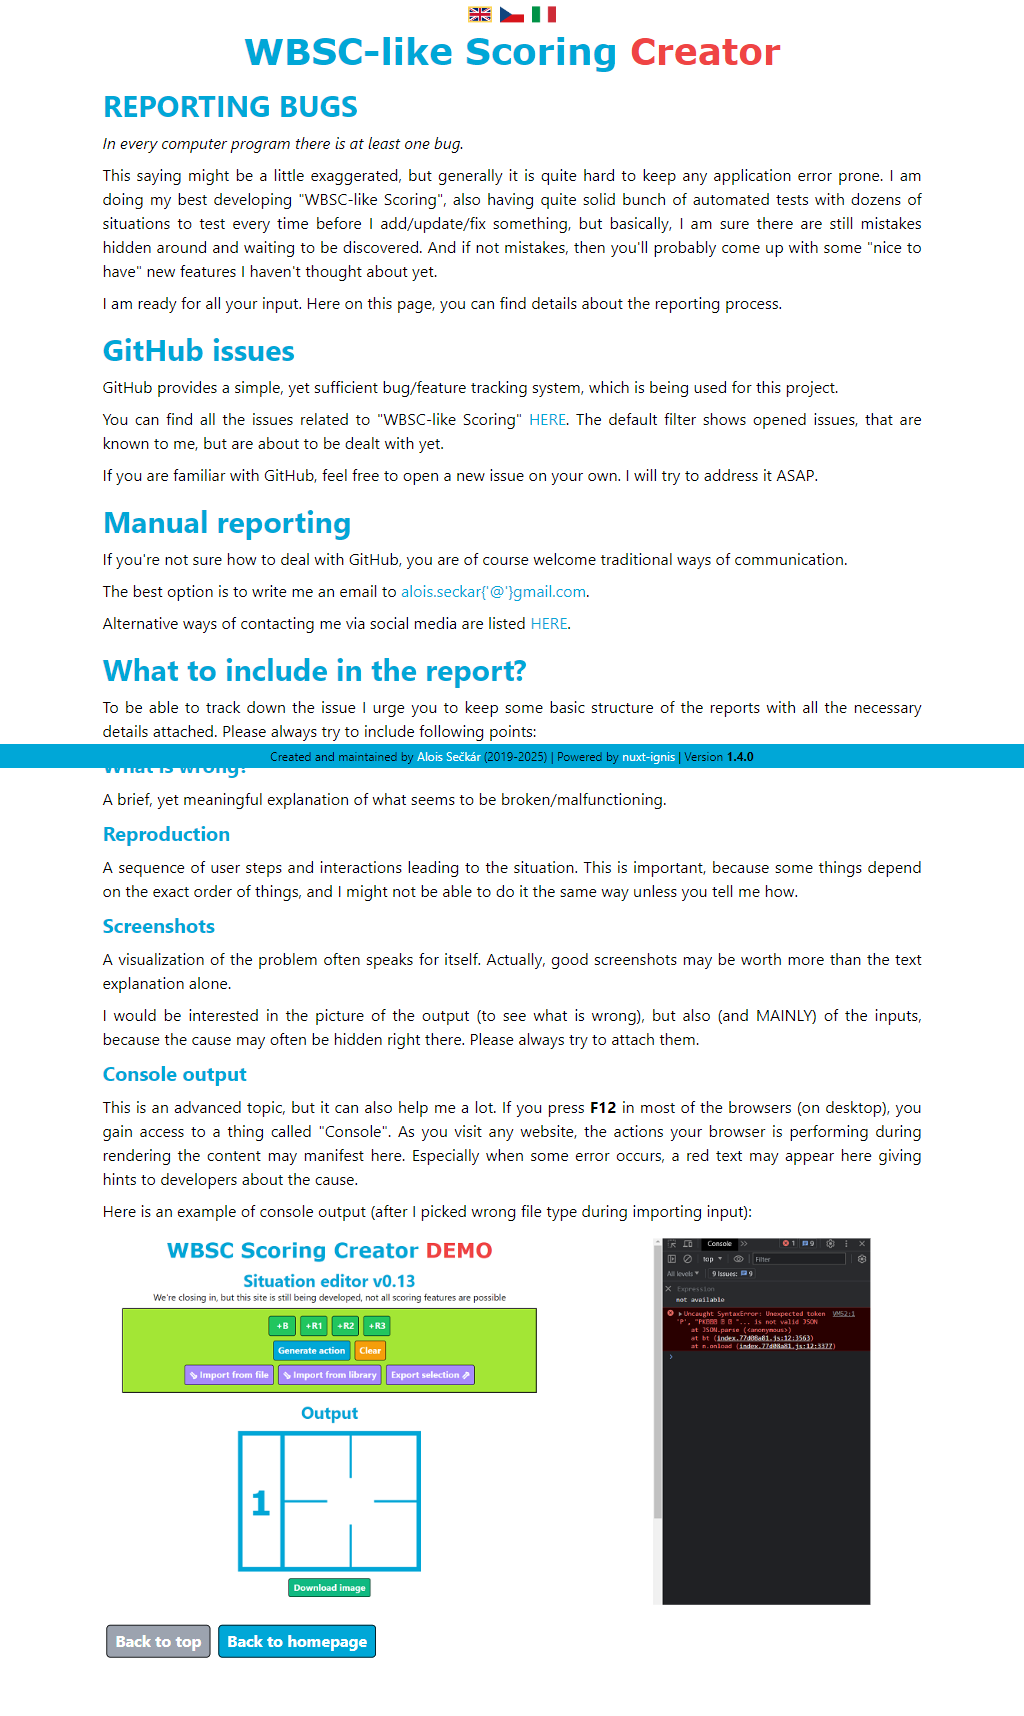 WBSC-like Scoring Creator
REPORTING BUGS
In every computer program there is at least one bug.
This saying might be a little exaggerated, but generally it is quite hard to keep any application error prone. I am
doing my best developing "WBSC-like Scoring", also having quite solid bunch of automated tests with dozens of
situations to test every time before I add/update/fix something, but basically, I am sure there are still mistakes
hidden around and waiting to be discovered. And if not mistakes, then you'll probably come up with some "nice to
have" new features I haven't thought about yet.
I am ready for all your input. Here on this page, you can find details about the reporting process.
GitHub issues
GitHub provides a simple, yet sufficient bug/feature tracking system, which is being used for this project.
You can find all the issues related to "WBSC-like Scoring" HERE. The default filter shows opened issues, that are
known to me, but are about to be dealt with yet.
If you are familiar with GitHub, feel free to open a new issue on your own. I will try to address it ASAP.
Manual reporting
If you're not sure how to deal with GitHub, you are of course welcome traditional ways of communication.
The best option is to write me an email to alois.seckar{'@'}gmail.com.
Alternative ways of contacting me via social media are listed HERE.
What to include in the report?
To be able to track down the issue I urge you to keep some basic structure of the reports with all the necessary
details attached. Please always try to include following points:
Created and maintained by Alois Sečkár (2019-2025) | Powered by nuxt-ignis | Version 1.4.0
What is wrong?
A brief, yet meaningful explanation of what seems to be broken/malfunctioning.
Reproduction
A sequence of user steps and interactions leading to the situation. This is important, because some things depend
on the exact order of things, and I might not be able to do it the same way unless you tell me how.
Screenshots
A visualization of the problem often speaks for itself. Actually, good screenshots may be worth more than the text
explanation alone.
I would be interested in the picture of the output (to see what is wrong), but also (and MAINLY) of the inputs,
because the cause may often be hidden right there. Please always try to attach them.
Console output
This is an advanced topic, but it can also help me a lot. If you press F12 in most of the browsers (on desktop), you
gain access to a thing called "Console". As you visit any website, the actions your browser is performing during
rendering the content may manifest here. Especially when some error occurs, a red text may appear here giving
hints to developers about the cause.
Here is an example of console output (after I picked wrong file type during importing input):
WBSC Scoring Creator DEMO
Situation editor v0.13
We're closing in, but this site is still being developed, not all scoring features are possible
+B +R1 +R2 +R3
Generate action Clear
Import from file Import from library Export selection
Output
1
Download image
Console 1 9
top Filter
All levels 9 Issues: 9
Expression
not available
Uncaught SyntaxError: Unexpected token VM52:1
'P', "PK "... is not valid JSON
at JSON.parse (<anonymous>)
at bt (index.77d08a81.js:12:3563)
at n.onload (index.77d08a81.js:12:3377)
Back to top Back to homepage